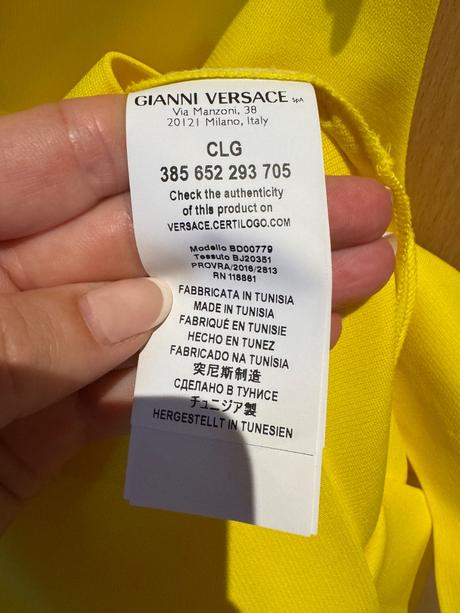 GIANNI VERSACE SpA
Via Manzoni, 38
20121 Milano, Italy
CLG
385 652 293 705
Check the authenticity
of this product on
VERSACE.CERTILOGO.COM
Modello BD00779
Tessuto BJ20351
PROVRA/2016/2813
RN 118861
FABBRICATA IN TUNISIA
MADE IN TUNISIA
FABRIQUÉ EN TUNISIE
HECHO EN TUNEZ
FABRICADO NA TUNÍSIA
突尼斯制造
СДЕЛАНО В ТУНИСЕ
チュニジア製
HERGESTELLT IN TUNESIEN